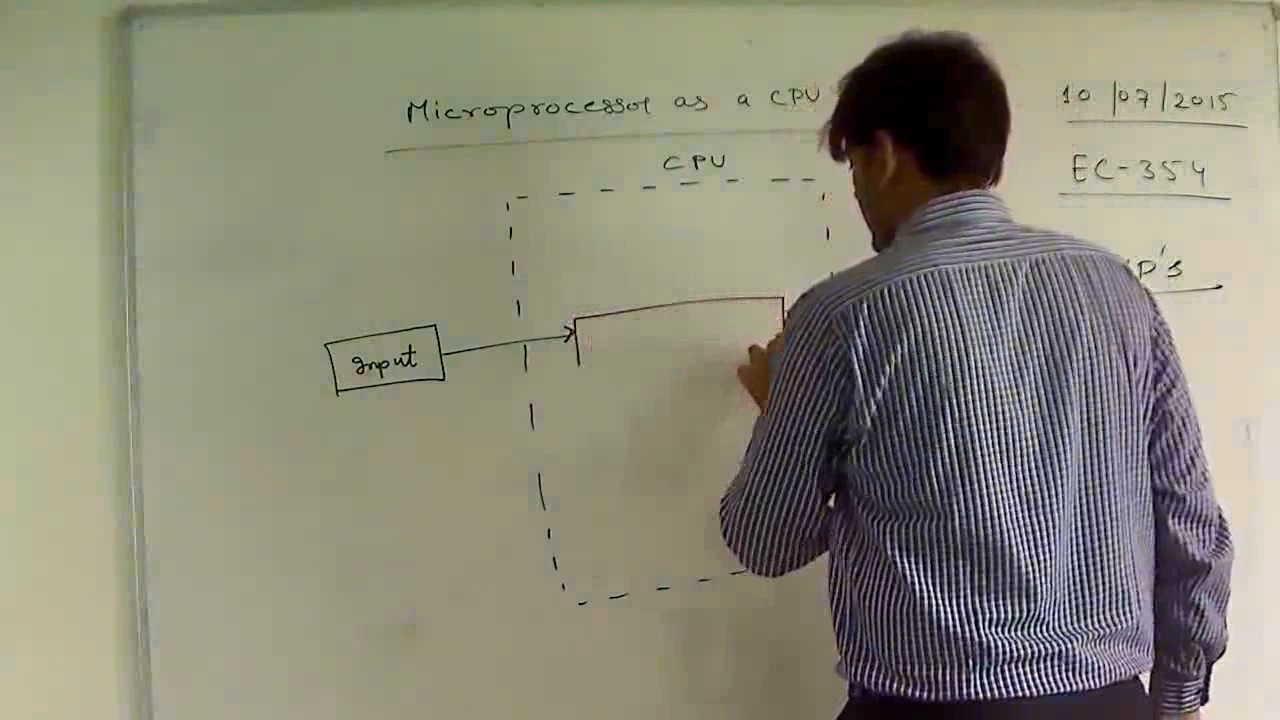 Microprocessor as a CPU
10/07/2015
CPU
EC-354
P's
Input